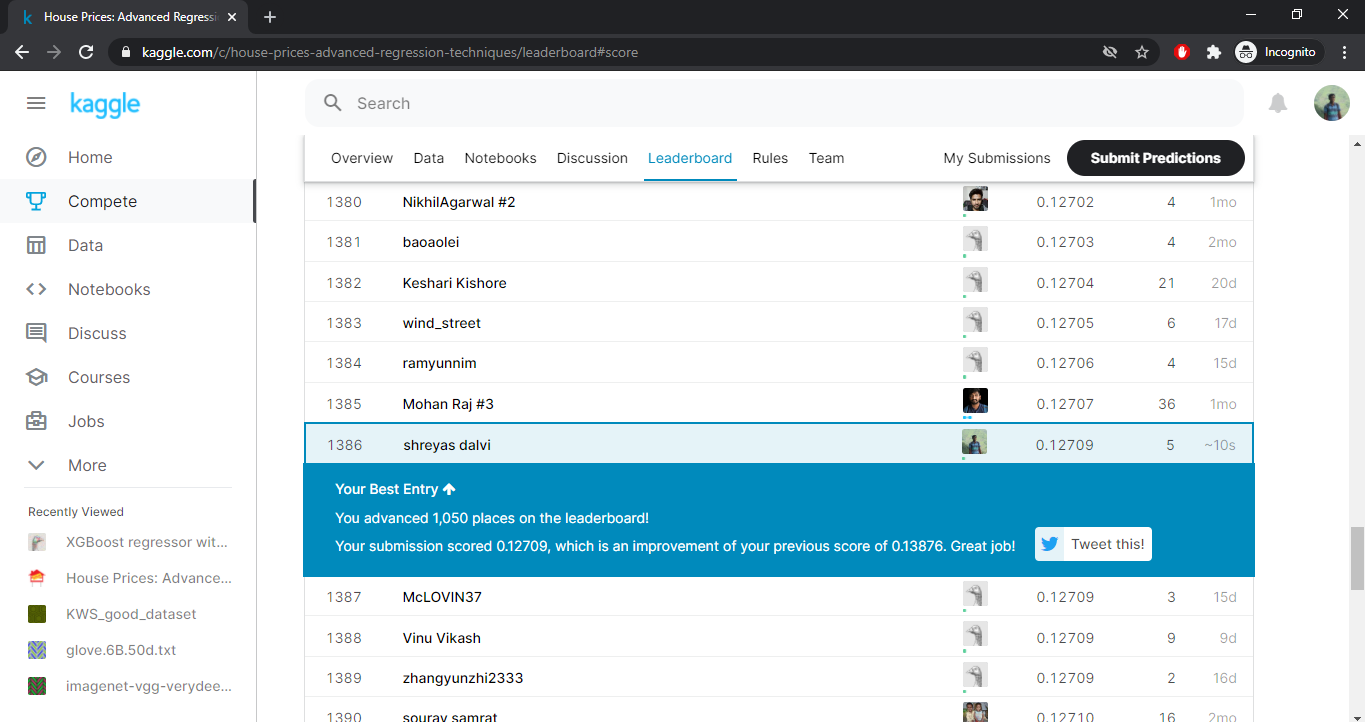 House Prices: Advanced Regressi
kaggle.com/c/house-prices-advanced-regression-techniques/leaderboard#score
Incognito
kaggle
Search
Home
Compete
Data
Notebooks
Discuss
Courses
Jobs
More
Recently Viewed
XGBoost regressor wit...
House Prices: Advance...
KWS_good_dataset
glove.6B.50d.txt
imagenet-vgg-verydee...
Overview Data Notebooks Discussion Leaderboard Rules Team My Submissions Submit Predictions
1380 NikhilAgarwal #2 0.12702 4 1mo
1381 baoaolei 0.12703 4 2mo
1382 Keshari Kishore 0.12704 21 20d
1383 wind_street 0.12705 6 17d
1384 ramyunnim 0.12706 4 15d
1385 Mohan Raj #3 0.12707 36 1mo
1386 shreyas dalvi 0.12709 5 ~10s
Your Best Entry
You advanced 1,050 places on the leaderboard!
Your submission scored 0.12709, which is an improvement of your previous score of 0.13876. Great job!
Tweet this!
1387 McLOVIN37 0.12709 3 15d
1388 Vinu Vikash 0.12709 9 9d
1389 zhangyunzhi2333 0.12709 2 16d
1390 sourav samrat 0.12710 16 2mo